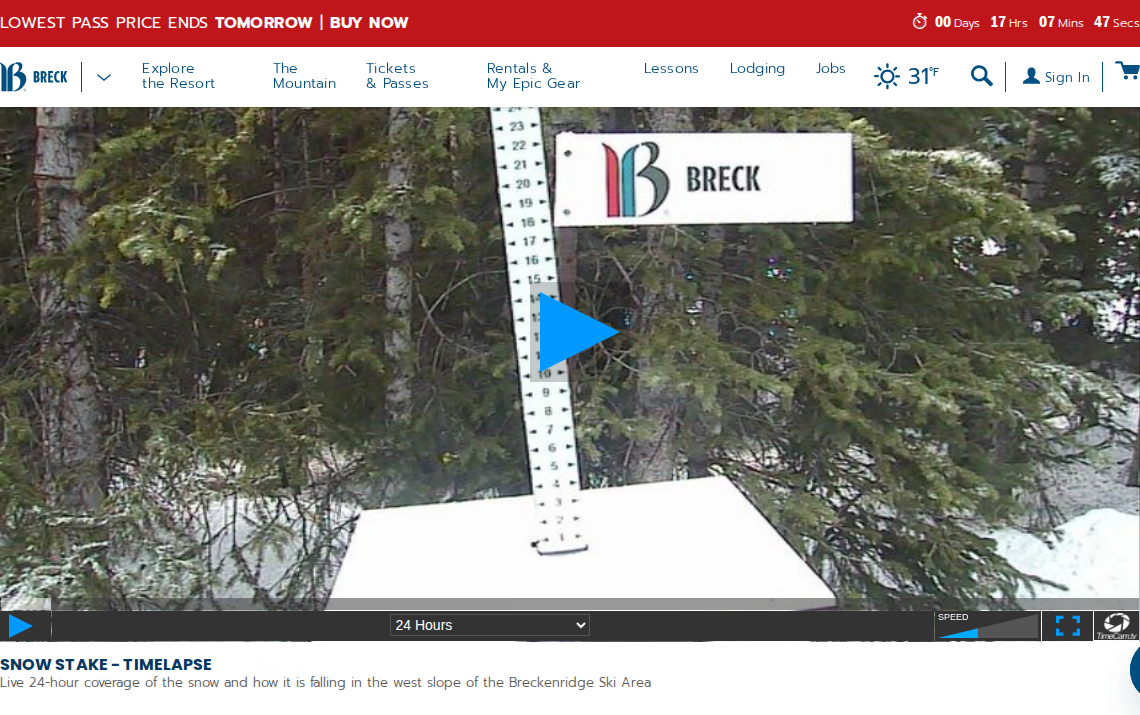 LOWEST PASS PRICE ENDS TOMORROW | BUY NOW
00 Days 17 Hrs 07 Mins 47 Secs
BRECK
Explore
the Resort
The
Mountain
Tickets
& Passes
Rentals &
My Epic Gear
Lessons
Lodging
Jobs
31°F
Sign In
23
22
21
20
19
18
17
16
15
BRECK
10
9
8
7
6
5
4
3
2
1
24 Hours
SPEED
TimeCam.tv
SNOW STAKE - TIMELAPSE
Live 24-hour coverage of the snow and how it is falling in the west slope of the Breckenridge Ski Area